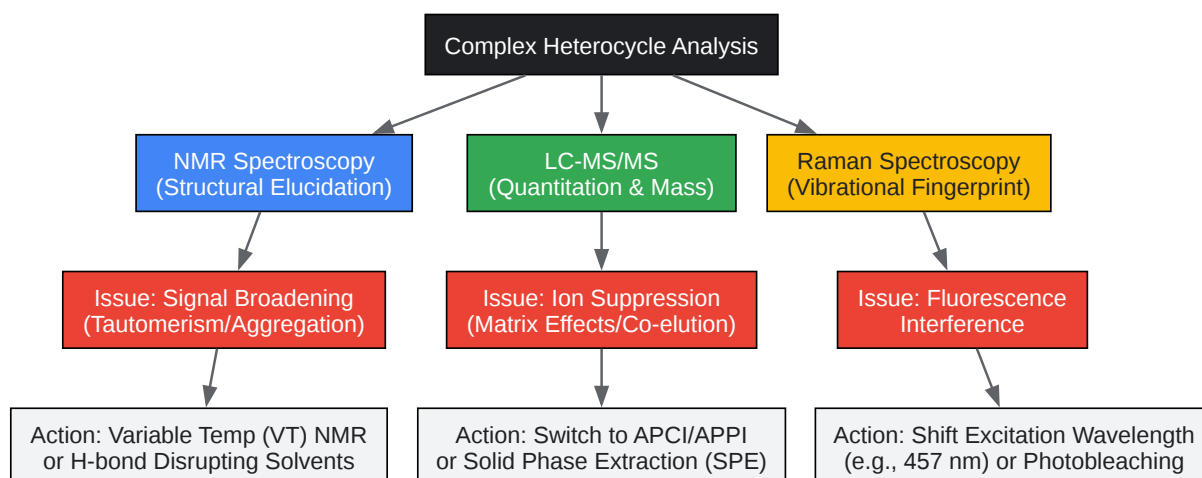 Complex Heterocycle Analysis
NMR Spectroscopy
(Structural Elucidation)
LC-MS/MS
(Quantitation & Mass)
Raman Spectroscopy
(Vibrational Fingerprint)
Issue: Signal Broadening
(Tautomerism/Aggregation)
Issue: Ion Suppression
(Matrix Effects/Co-elution)
Issue: Fluorescence
Interference
Action: Variable Temp (VT) NMR
or H-bond Disrupting Solvents
Action: Switch to APCI/APPI
or Solid Phase Extraction (SPE)
Action: Shift Excitation Wavelength
(e.g., 457 nm) or Photobleaching